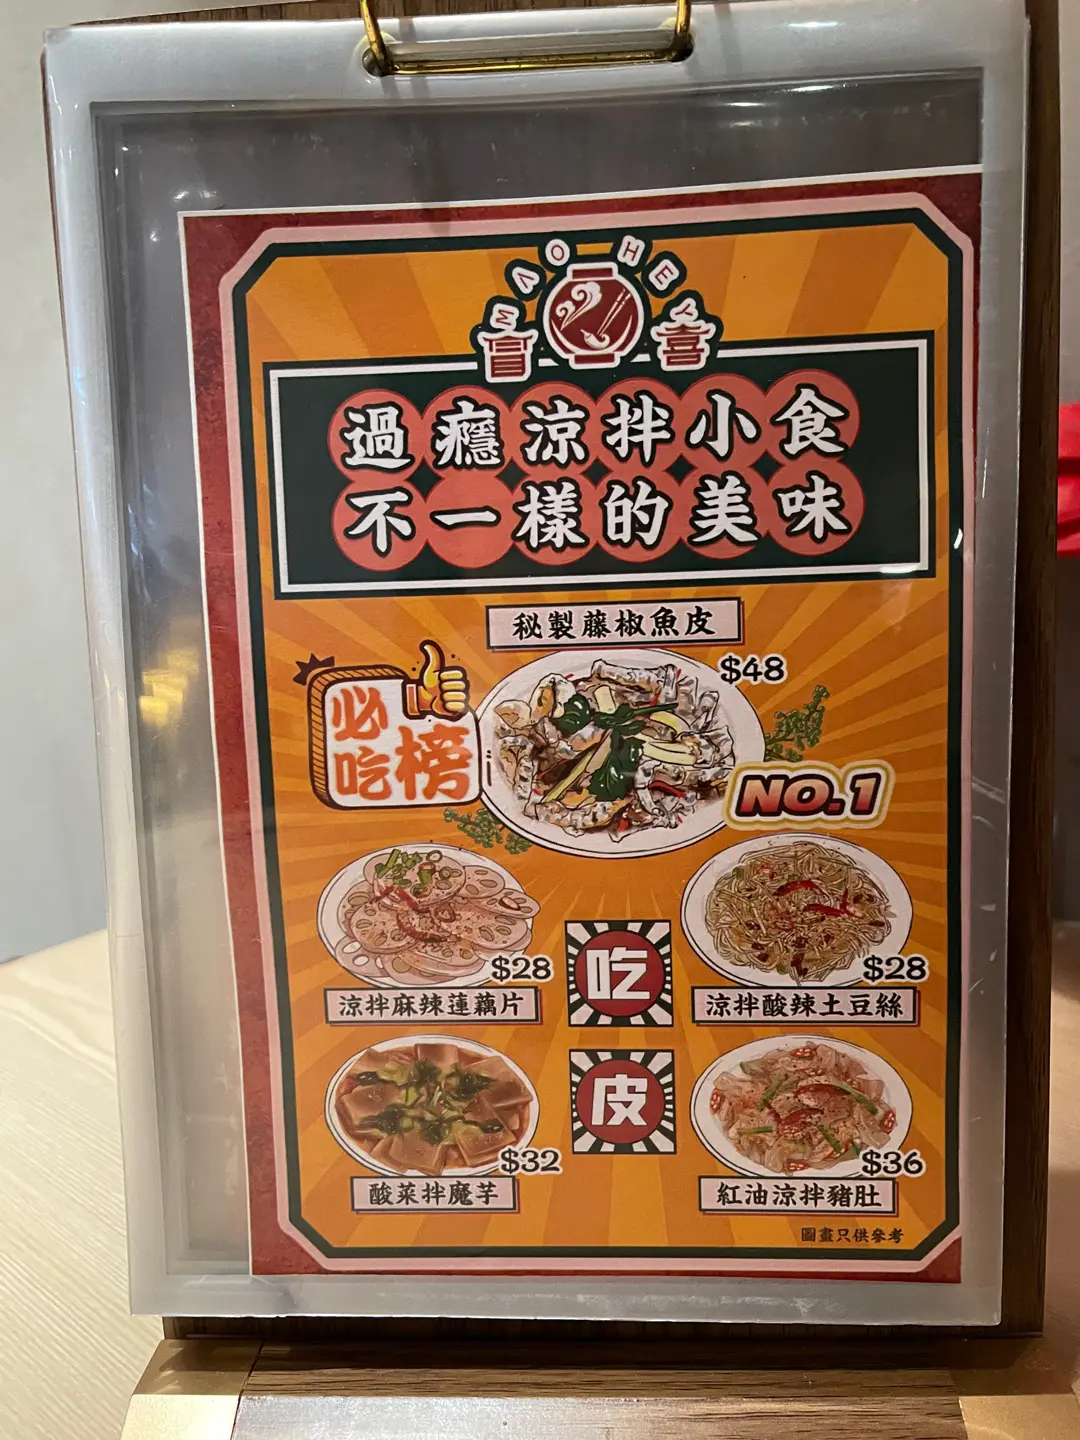 MAO HEY
冒喜
過癮涼拌小食
不一樣的美味
秘製藤椒魚皮
$48
必吃榜
NO.1
$28
涼拌麻辣蓮藕片
吃
$28
涼拌酸辣土豆絲
皮
$32
酸菜拌魔芋
$36
紅油涼拌豬肚
圖畫只供參考